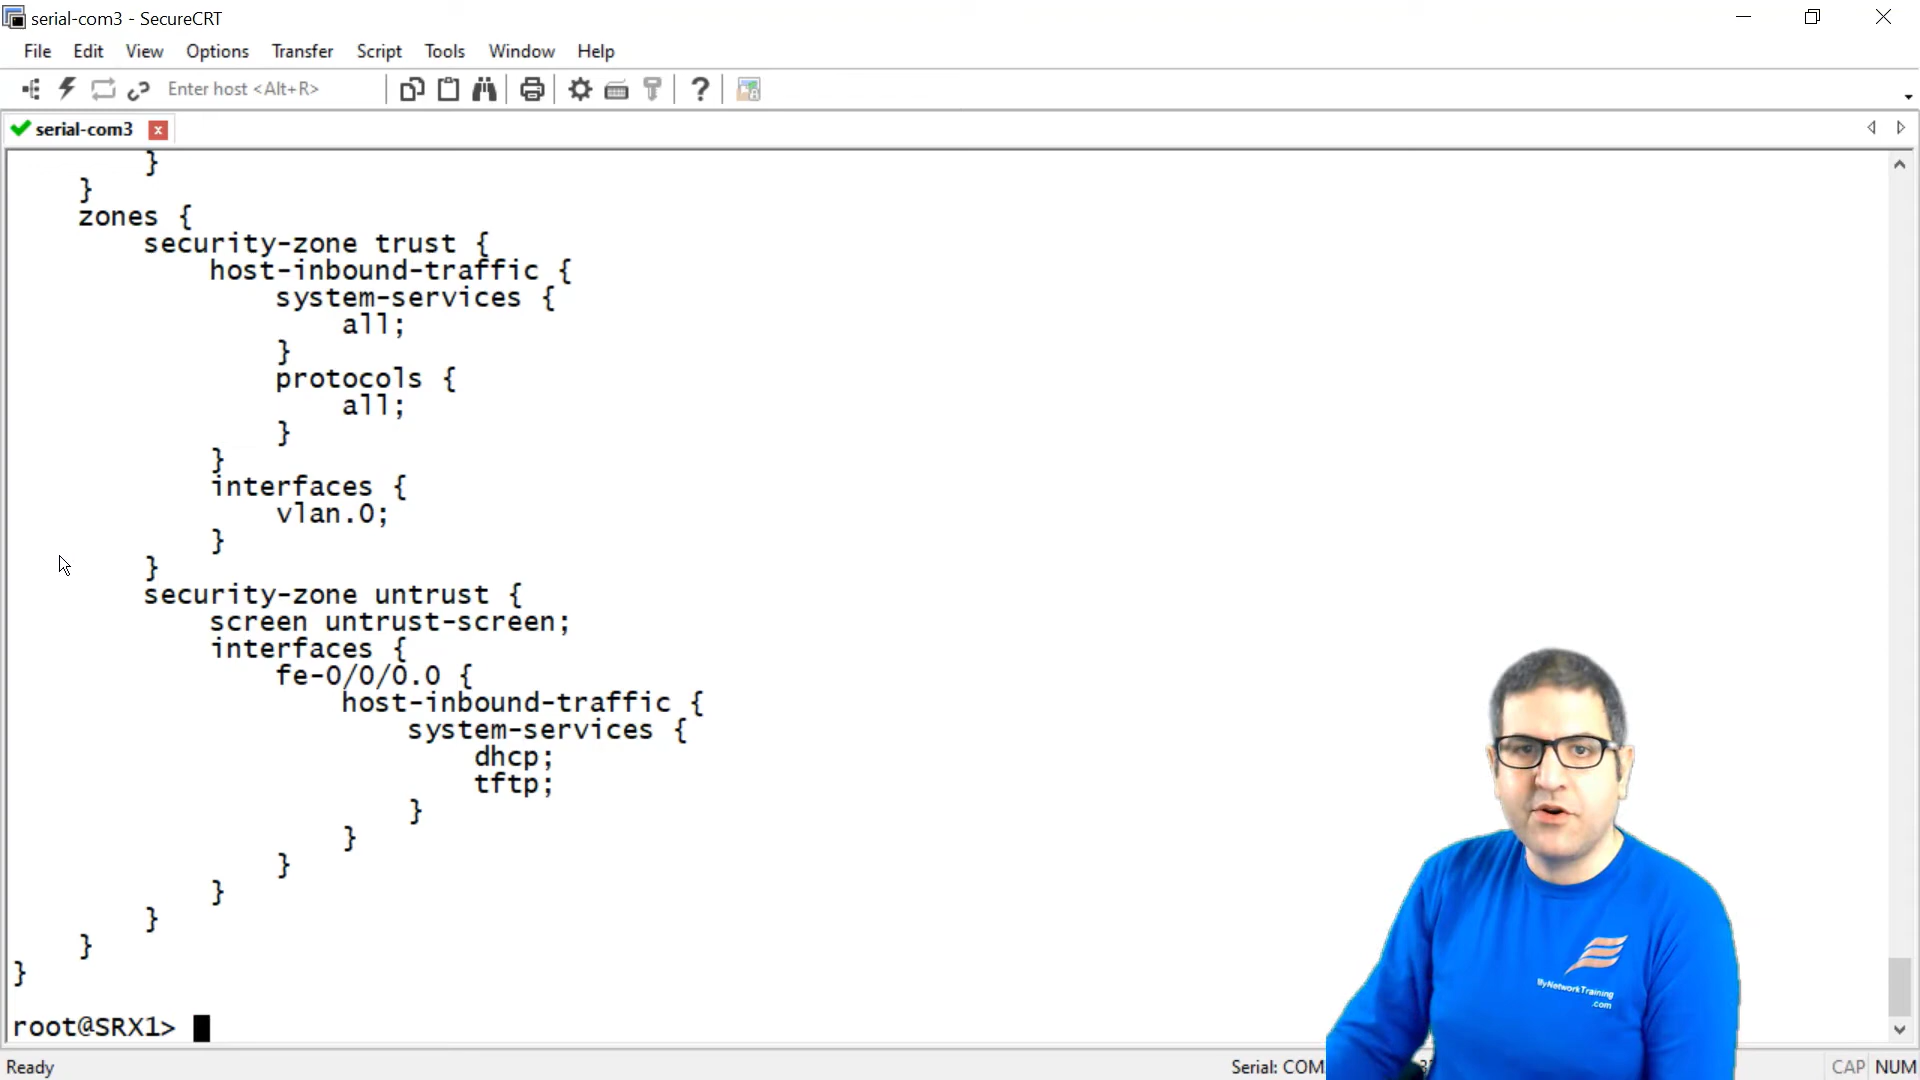 serial-com3 - SecureCRT
File Edit View Options Transfer Script Tools Window Help
Enter host <Alt+R>
serial-com3
}
}
zones {
security-zone trust {
host-inbound-traffic {
system-services {
all;
}
protocols {
all;
}
}
interfaces {
vlan.0;
}
}
security-zone untrust {
screen untrust-screen;
interfaces {
fe-0/0/0.0 {
host-inbound-traffic {
system-services {
dhcp;
tftp;
}
}
}
}
}
}
}
root@SRX1>
MyNetworkTraining
.com
Ready Serial: COM CAP NUM